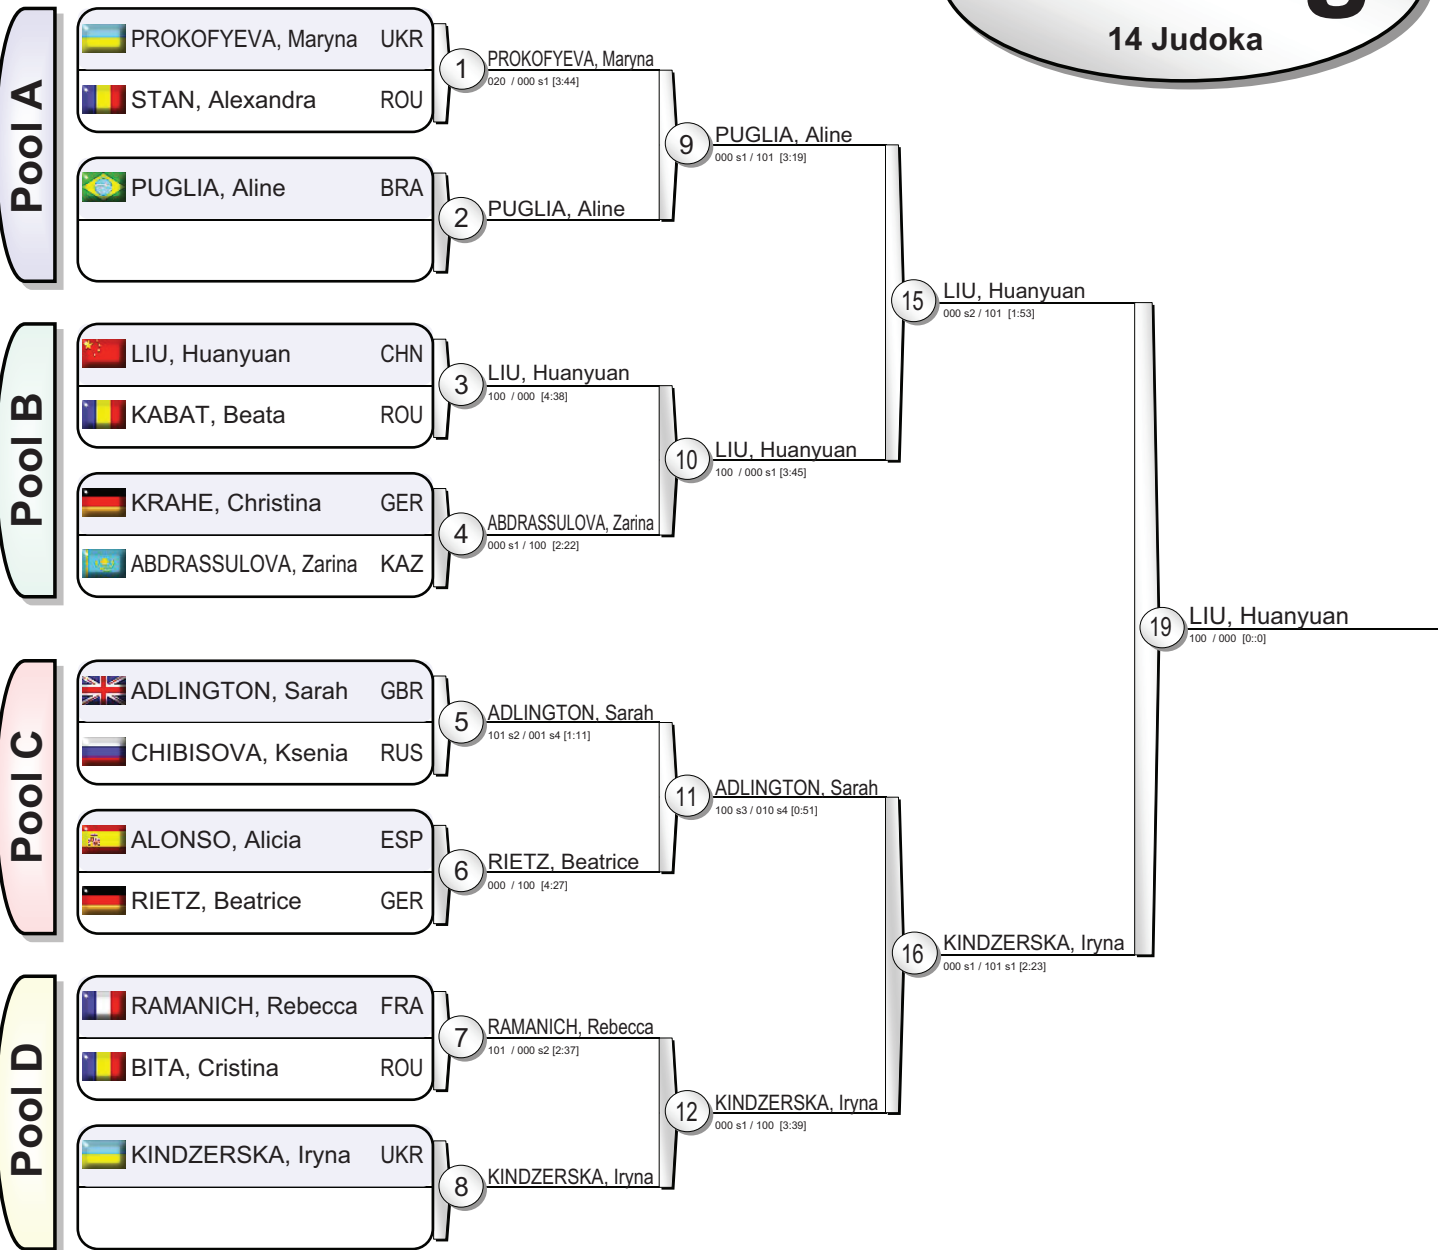 14 Judoka
Pool A
PROKOFYEVA, Maryna UKR
STAN, Alexandra ROU
PUGLIA, Aline BRA
1
PROKOFYEVA, Maryna
020 / 000 s1 [3:44]
2
PUGLIA, Aline
9
PUGLIA, Aline
000 s1 / 101 [3:19]
Pool B
LIU, Huanyuan CHN
KABAT, Beata ROU
KRAHE, Christina GER
ABDRASSULOVA, Zarina KAZ
3
LIU, Huanyuan
100 / 000 [4:38]
4
ABDRASSULOVA, Zarina
000 s1 / 100 [2:22]
10
LIU, Huanyuan
100 / 000 s1 [3:45]
15
LIU, Huanyuan
000 s2 / 101 [1:53]
Pool C
ADLINGTON, Sarah GBR
CHIBISOVA, Ksenia RUS
ALONSO, Alicia ESP
RIETZ, Beatrice GER
5
ADLINGTON, Sarah
101 s2 / 001 s4 [1:11]
6
RIETZ, Beatrice
000 / 100 [4:27]
11
ADLINGTON, Sarah
100 s3 / 010 s4 [0:51]
Pool D
RAMANICH, Rebecca FRA
BITA, Cristina ROU
KINDZERSKA, Iryna UKR
7
RAMANICH, Rebecca
101 / 000 s2 [2:37]
8
KINDZERSKA, Iryna
12
KINDZERSKA, Iryna
000 s1 / 100 [3:39]
16
KINDZERSKA, Iryna
000 s1 / 101 s1 [2:23]
19
LIU, Huanyuan
100 / 000 [0::0]